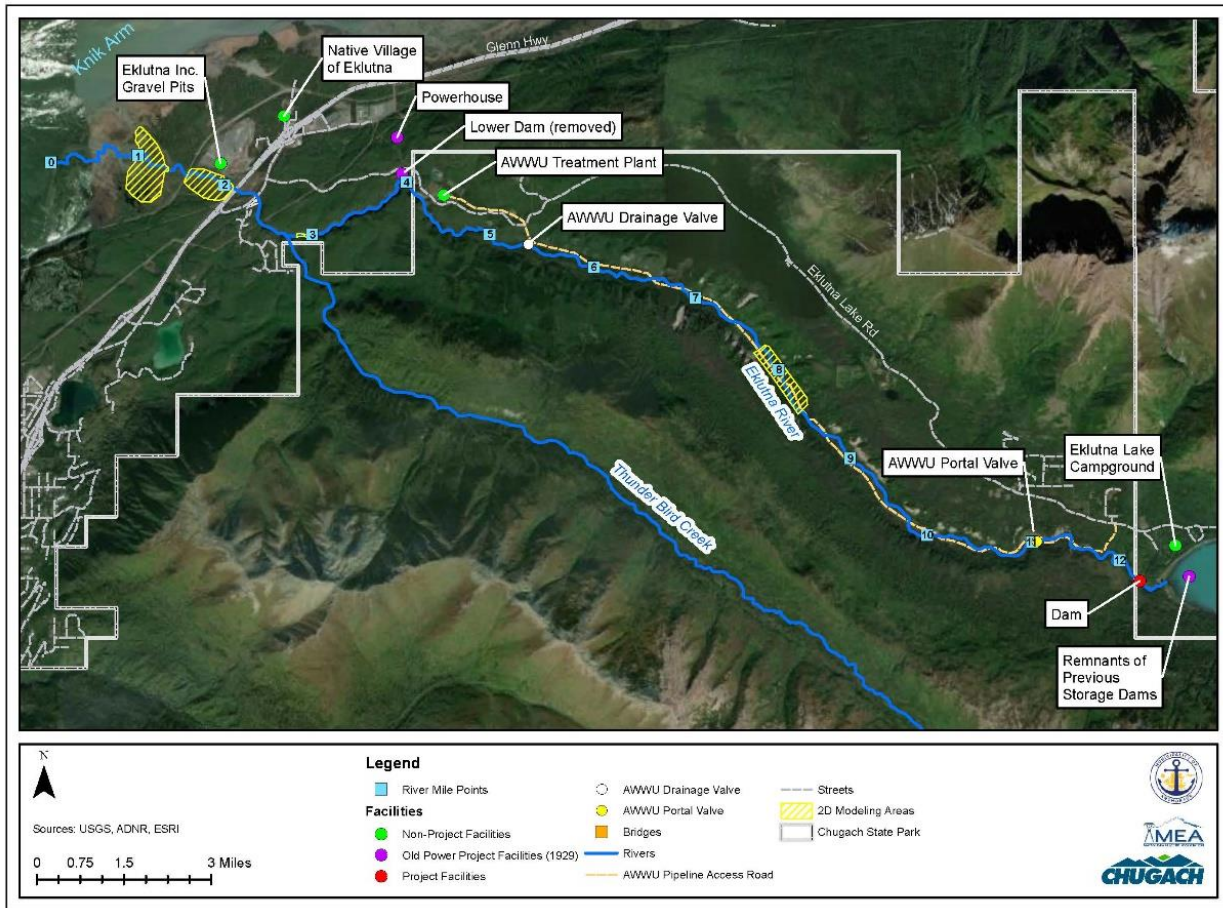 Knik Arm
Glenn Hwy
Native Village
of Eklutna
Eklutna Inc.
Gravel Pits
Powerhouse
Lower Dam (removed)
AWWU Treatment Plant
AWWU Drainage Valve
0
1
2
3
4
5
6
7
8
9
10
11
12
Eklutna Lake Rd
Eklutna River
Thunder Bird Creek
AWWU Portal Valve
Eklutna Lake
Campground
Dam
Remnants of
Previous
Storage Dams
N
Sources: USGS, ADNR, ESRI
0 0.75 1.5 3 Miles
Legend
River Mile Points
Facilities
Non-Project Facilities
Old Power Project Facilities (1929)
Project Facilities
AWWU Drainage Valve
AWWU Portal Valve
Bridges
Rivers
AWWU Pipeline Access Road
Streets
2D Modeling Areas
Chugach State Park
MEA
CHUGACH